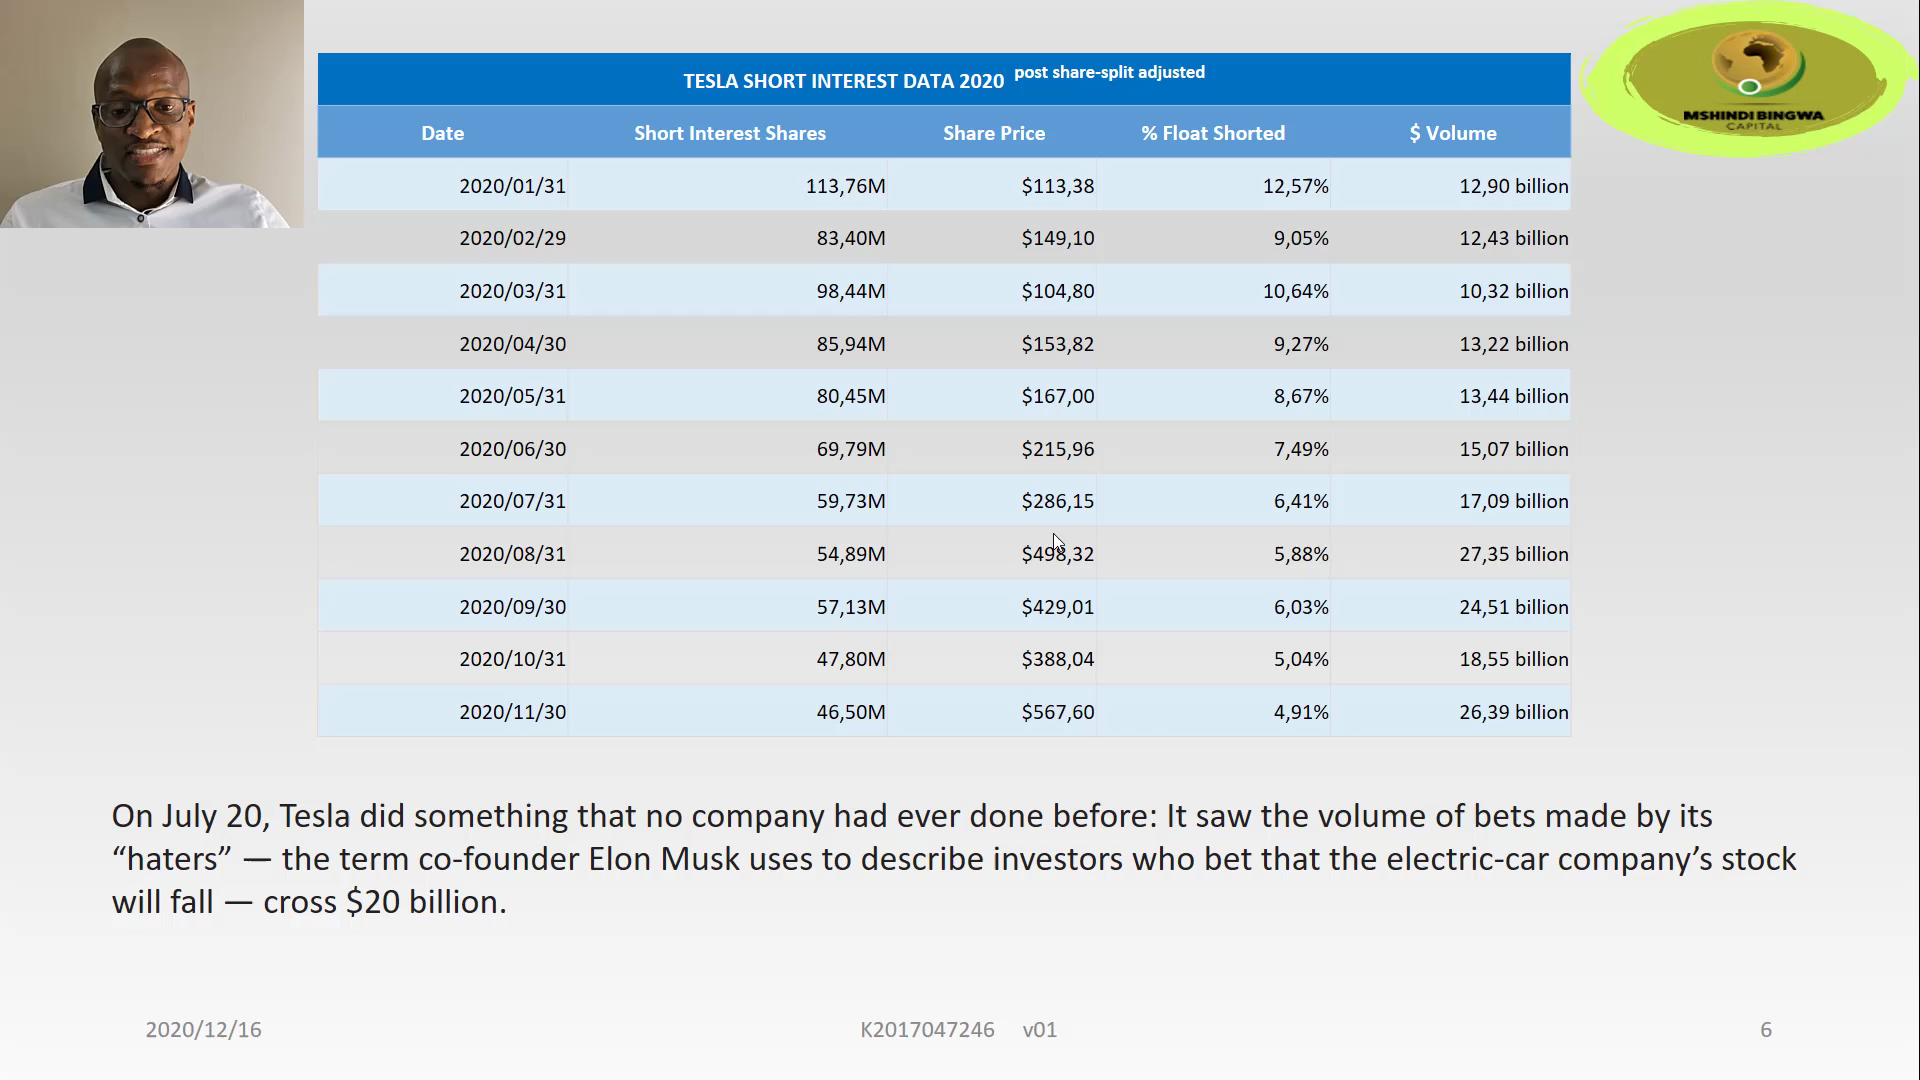 TESLA SHORT INTEREST DATA 2020 post share-split adjusted
Date Short Interest Shares Share Price % Float Shorted $ Volume
2020/01/31 113,76M $113,38 12,57% 12,90 billion
2020/02/29 83,40M $149,10 9,05% 12,43 billion
2020/03/31 98,44M $104,80 10,64% 10,32 billion
2020/04/30 85,94M $153,82 9,27% 13,22 billion
2020/05/31 80,45M $167,00 8,67% 13,44 billion
2020/06/30 69,79M $215,96 7,49% 15,07 billion
2020/07/31 59,73M $286,15 6,41% 17,09 billion
2020/08/31 54,89M $498,32 5,88% 27,35 billion
2020/09/30 57,13M $429,01 6,03% 24,51 billion
2020/10/31 47,80M $388,04 5,04% 18,55 billion
2020/11/30 46,50M $567,60 4,91% 26,39 billion
MSHINDI BINGWA
CAPITAL
On July 20, Tesla did something that no company had ever done before: It saw the volume of bets made by its
“haters” — the term co-founder Elon Musk uses to describe investors who bet that the electric-car company’s stock
will fall — cross $20 billion.
2020/12/16 K2017047246 v01 6